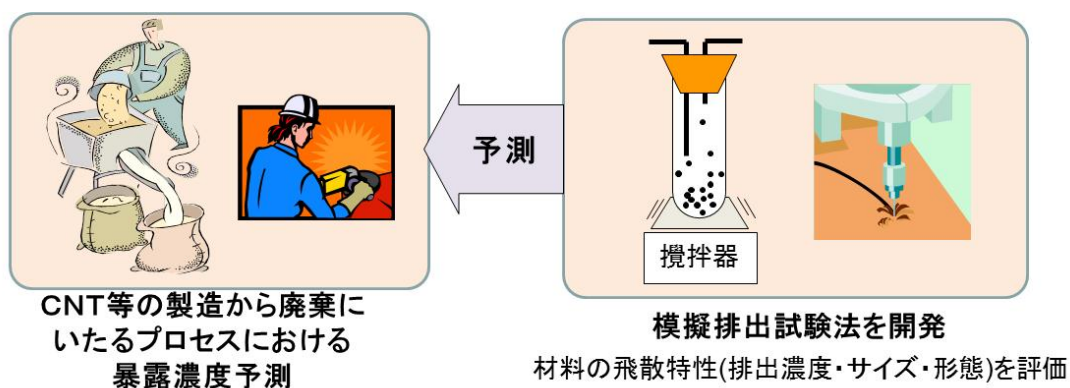 予測
攪拌器
CNT等の製造から廃棄に
いたるプロセスにおける
暴露濃度予測
模擬排出試験法を開発
材料の飛散特性(排出濃度・サイズ・形態)を評価